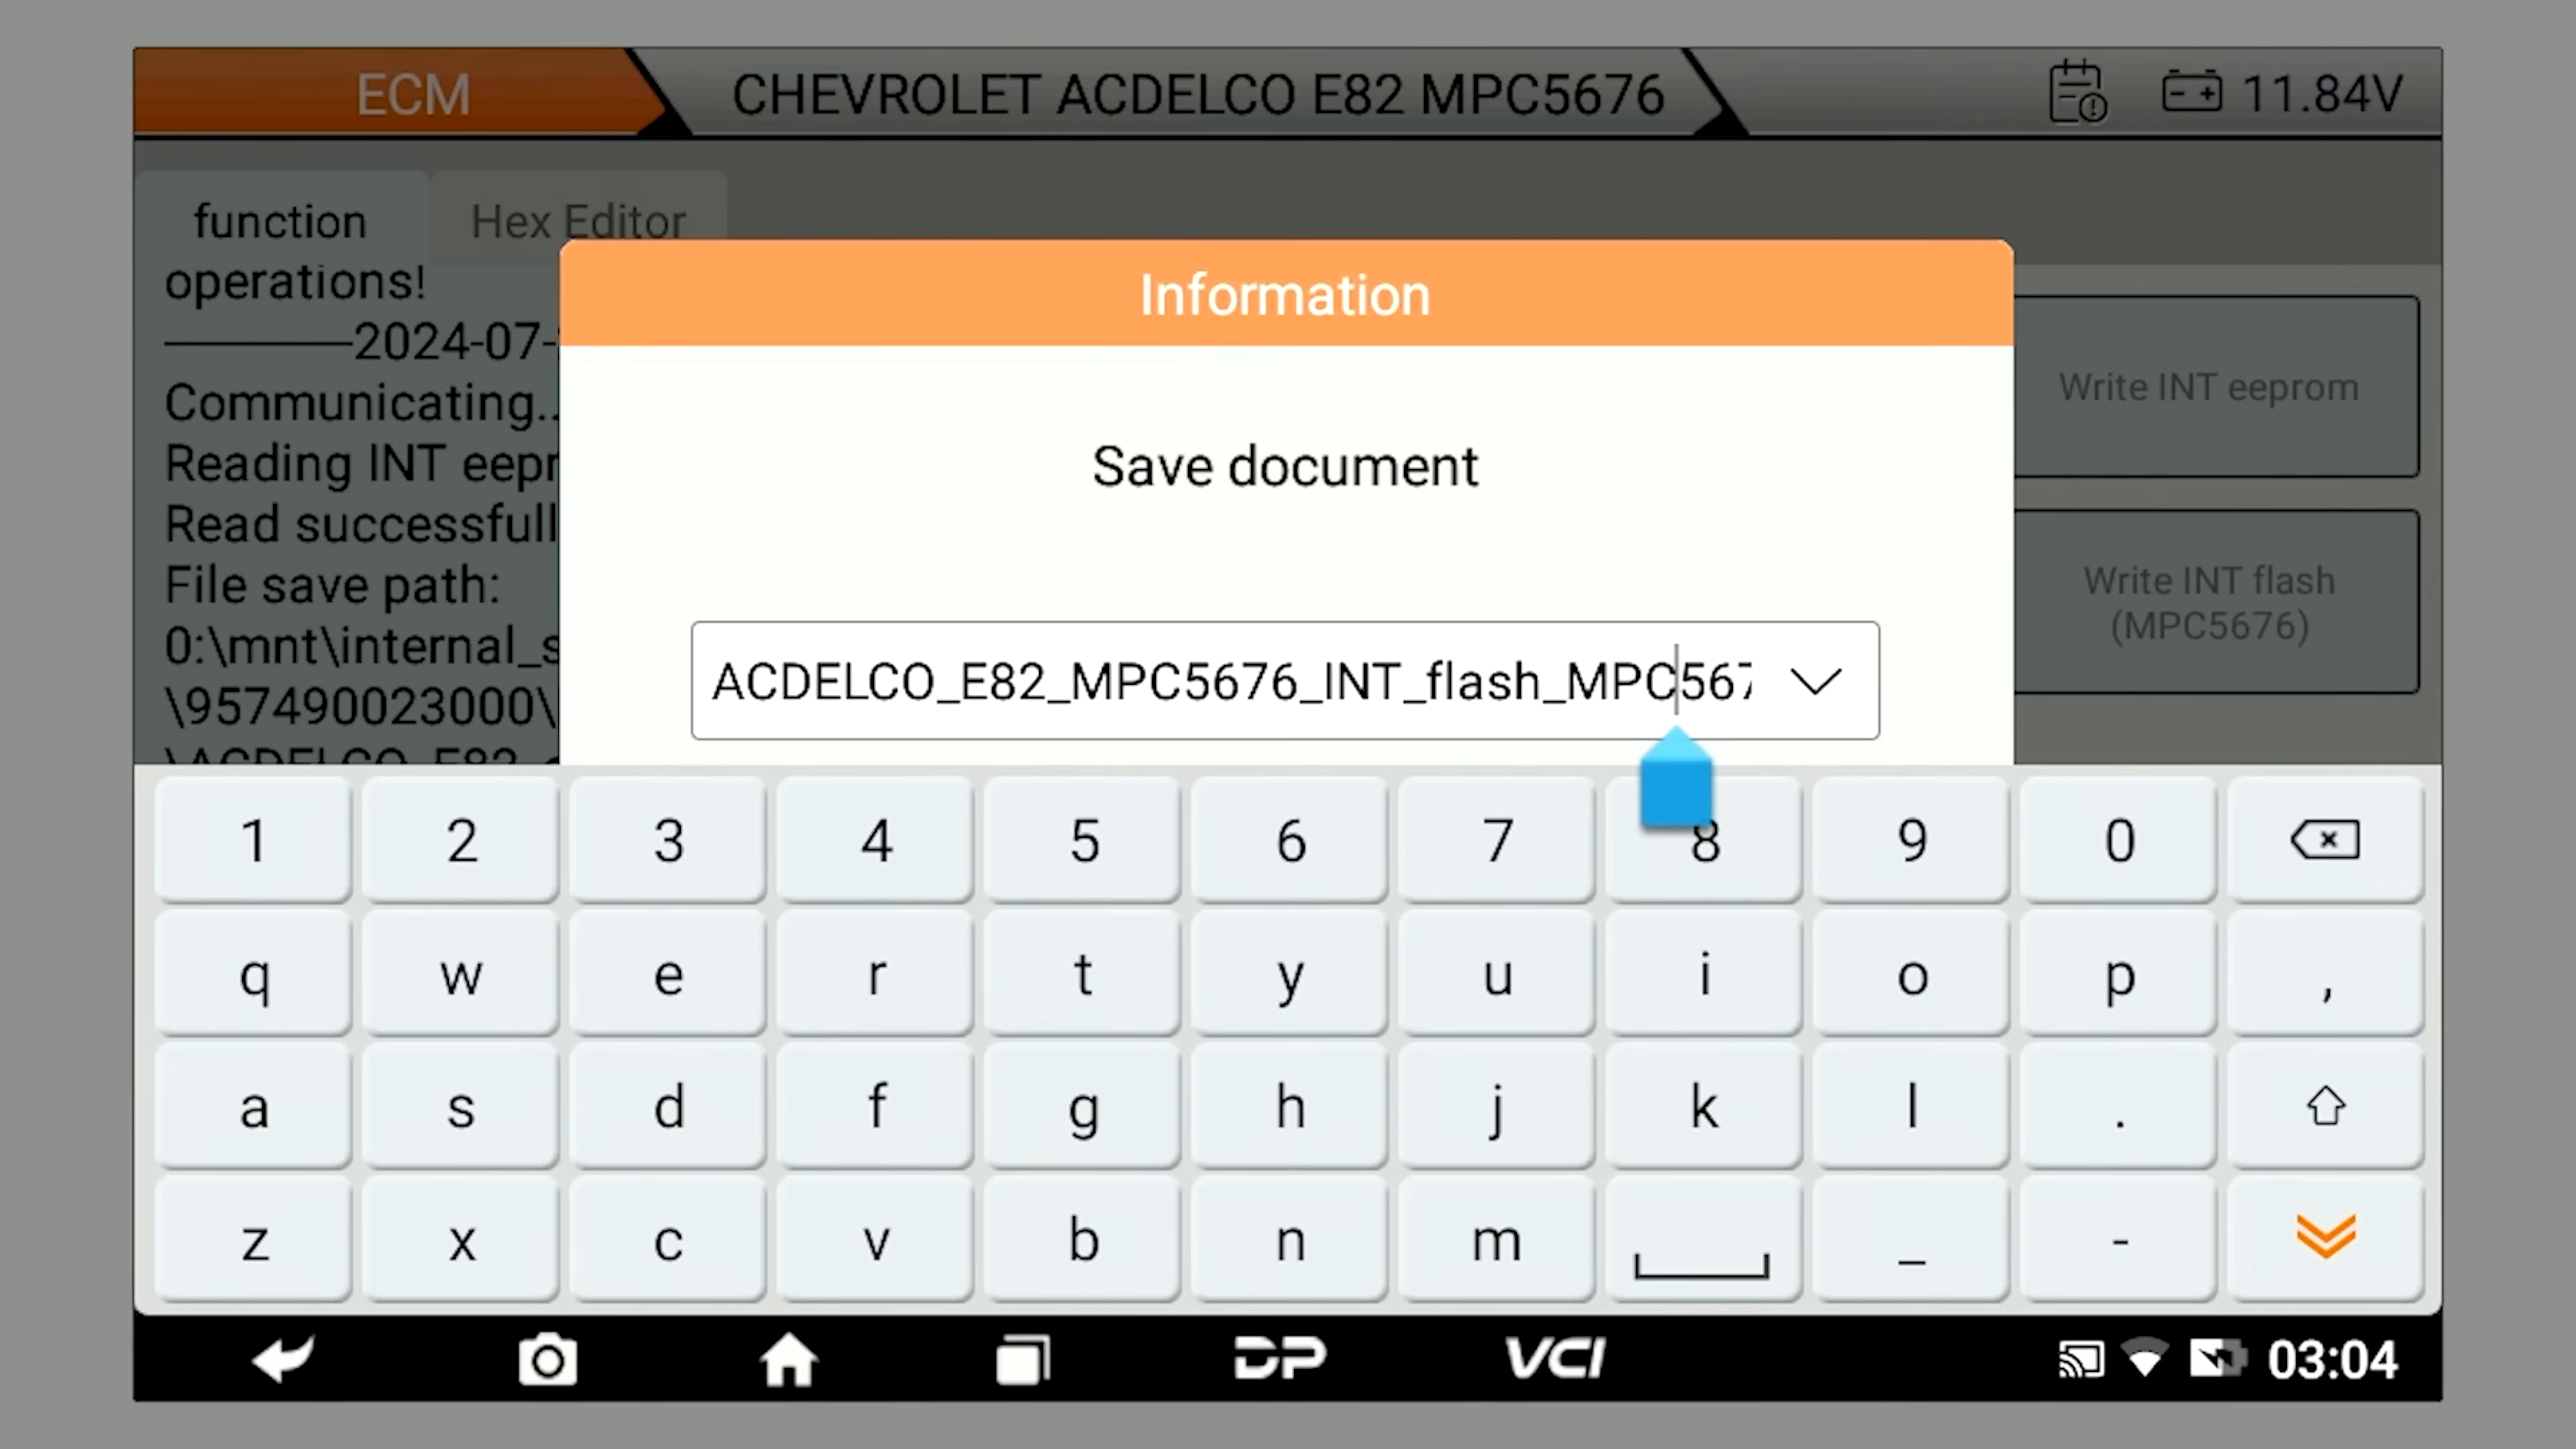 ECM
CHEVROLET ACDELCO E82 MPC5676
11.84V
function
Hex Editor
operations!
————2024-07-
Communicating..
Reading INT eepr
Read successfull
File save path:
0:\mnt\internal_s
\957490023000\
\ACDELCO_E82_
Information
Save document
ACDELCO_E82_MPC5676_INT_flash_MPC567
Write INT eeprom
Write INT flash
(MPC5676)
1 2 3 4 5 6 7 8 9 0
q w e r t y u i o p ,
a s d f g h j k l .
z x c v b n m _ -
DP
VCI
03:04